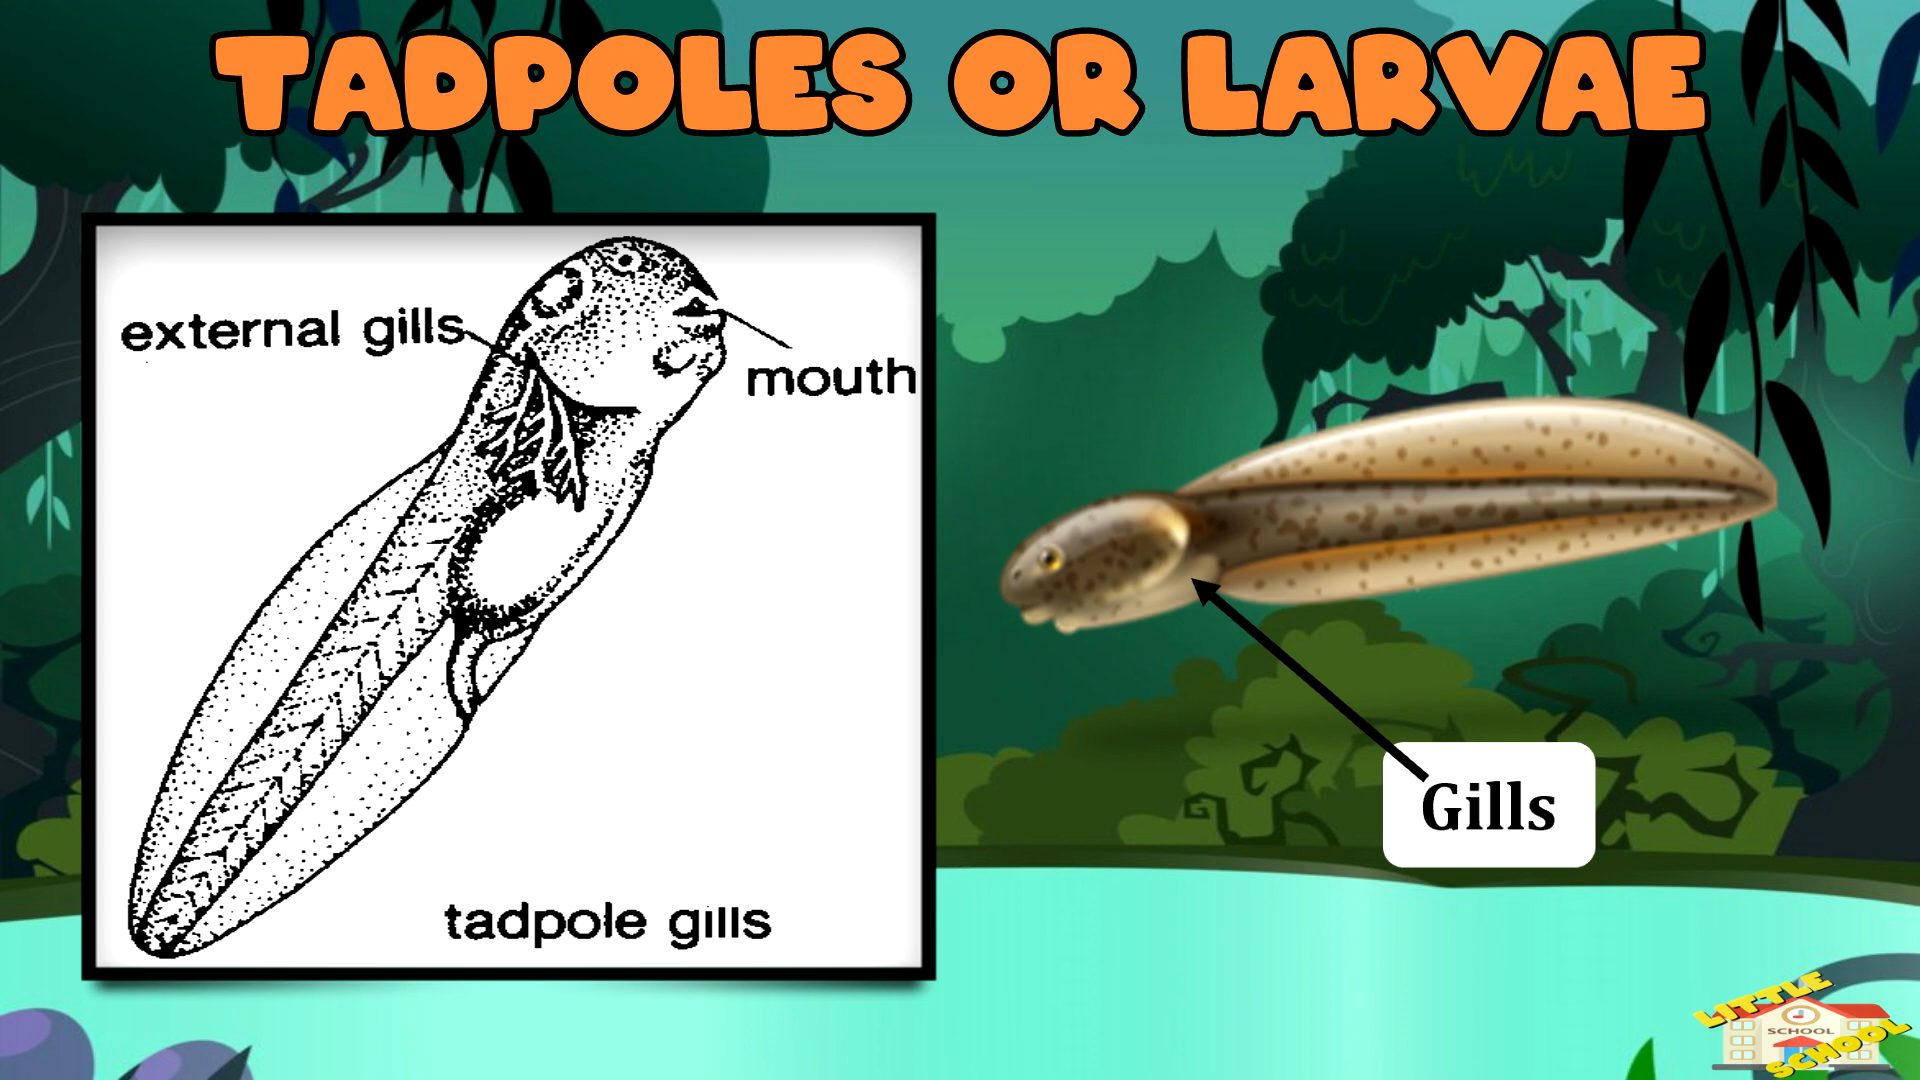 TADPOLES OR LARVAE
external gills
mouth
tadpole gills
Gills
LITTLE
SCHOOL
SCHOOL